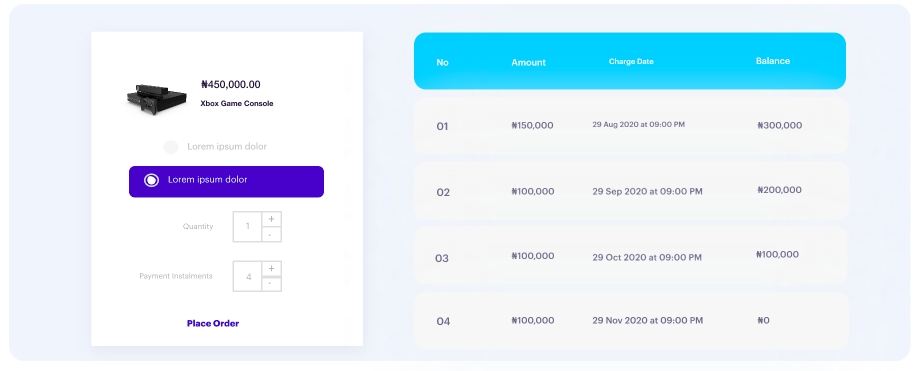 ₦450,000.00
Xbox Game Console
Lorem ipsum dolor
Lorem ipsum dolor
Quantity 1 + -
Payment Instalments 4 + -
Place Order
No Amount Charge Date Balance
01 ₦150,000 29 Aug 2020 at 09:00 PM ₦300,000
02 ₦100,000 29 Sep 2020 at 09:00 PM ₦200,000
03 ₦100,000 29 Oct 2020 at 09:00 PM ₦100,000
04 ₦100,000 29 Nov 2020 at 09:00 PM ₦0